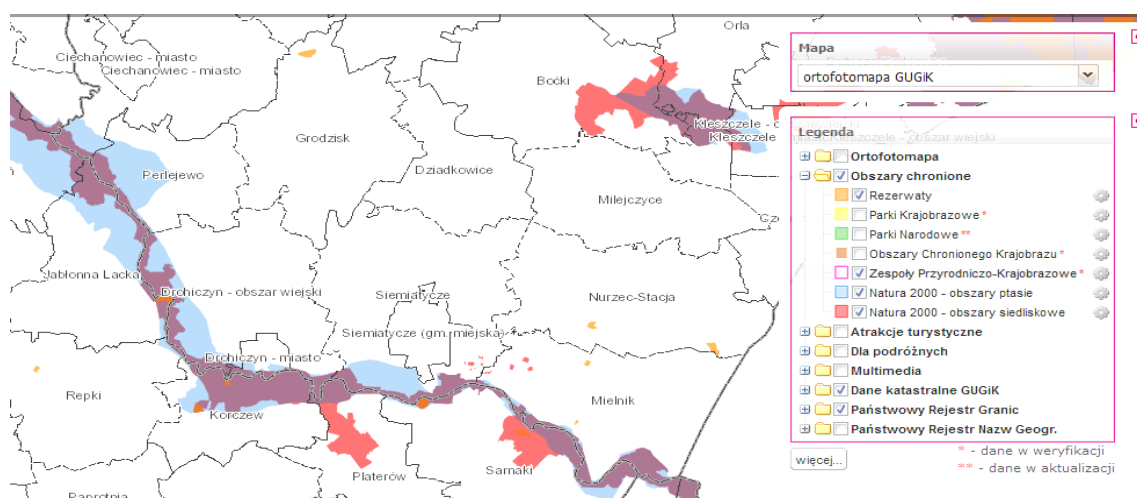 Orla
Ciechanowiec - miasto
Ciechanowiec - miasto
Boćki
Grodzisk
Kleszczele
Perlejewo
Dziadkowice
Milejczyce
Jabłonna Lacka
Drohiczyn - obszar wiejski
Siemiatycze
Nurzec-Stacja
Siemiatycze (gm. miejska)
Drohiczyn - miasto
Repki
Korczew
Mielnik
Platerów
Sarnaki
Paprotnia
Mapa
ortofotomapa GUGiK
Legenda
Kleszczele - obszar wiejski
Ortofotomapa
Obszary chronione
Rezerwaty
Parki Krajobrazowe *
Parki Narodowe **
Obszary Chronionego Krajobrazu *
Zespoły Przyrodniczo-Krajobrazowe *
Natura 2000 - obszary ptasie
Natura 2000 - obszary siedliskowe
Atrakcje turystyczne
Dla podróżnych
Multimedia
Dane katastralne GUGiK
Państwowy Rejestr Granic
Państwowy Rejestr Nazw Geogr.
więcej...
* - dane w weryfikacji
** - dane w aktualizacji